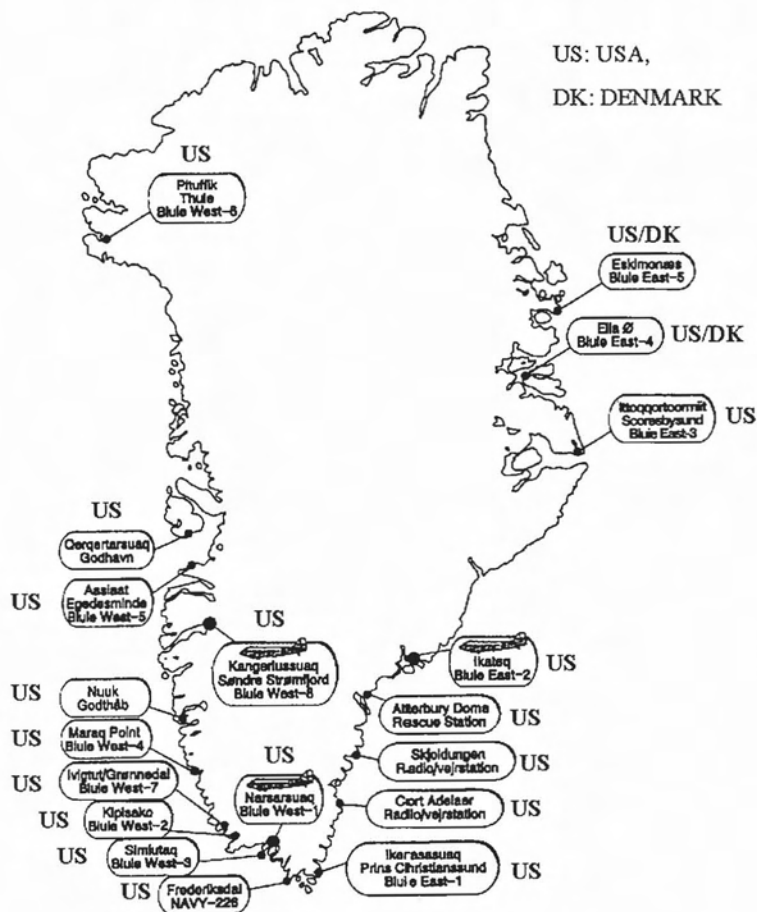 US: USA,
DK: DENMARK
US
Pituffik
Thule
Bluie West-6
US/DK
Eskimonæs
Bluie East-5
Ella Ø
Bluie East-4
US/DK
Ittoqqortoormiit
Scoresbysund
Bluie East-3
US
US
Qeqertarsuaq
Godhavn
US
Aasiaat
Egedesminde
Bluie West-5
US
Kangerlussuaq
Søndre Strømfjord
Bluie West-8
Ikateq
Bluie East-2
US
US
Nuuk
Godthåb
Atterbury Dome
Rescue Station
US
US
Maraq Point
Bluie West-4
Skjoldungen
Radio/vejrstation
US
US
Ivigtut/Grønnedal
Bluie West-7
US
Narsarsuaq
Bluie West-1
Cort Adelaer
Radio/vejrstation
US
US
Kipisako
Bluie West-2
US
Simiutaq
Bluie West-3
US
Frederiksdal
NAVY-226
Ikerasasuaq
Prins Christianssund
Bluie East-1
US